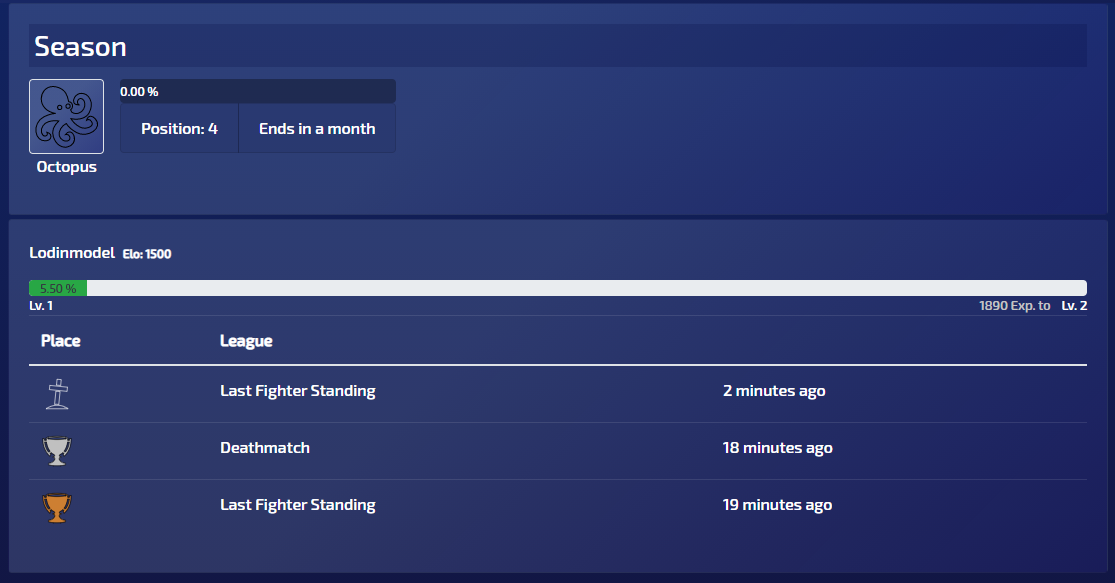 Season
0.00 %
Position: 4 Ends in a month
Octopus
Lodinmodel Elo: 1500
5.50 %
Lv. 1 1890 Exp. to Lv. 2
Place League
Last Fighter Standing 2 minutes ago
Deathmatch 18 minutes ago
Last Fighter Standing 19 minutes ago